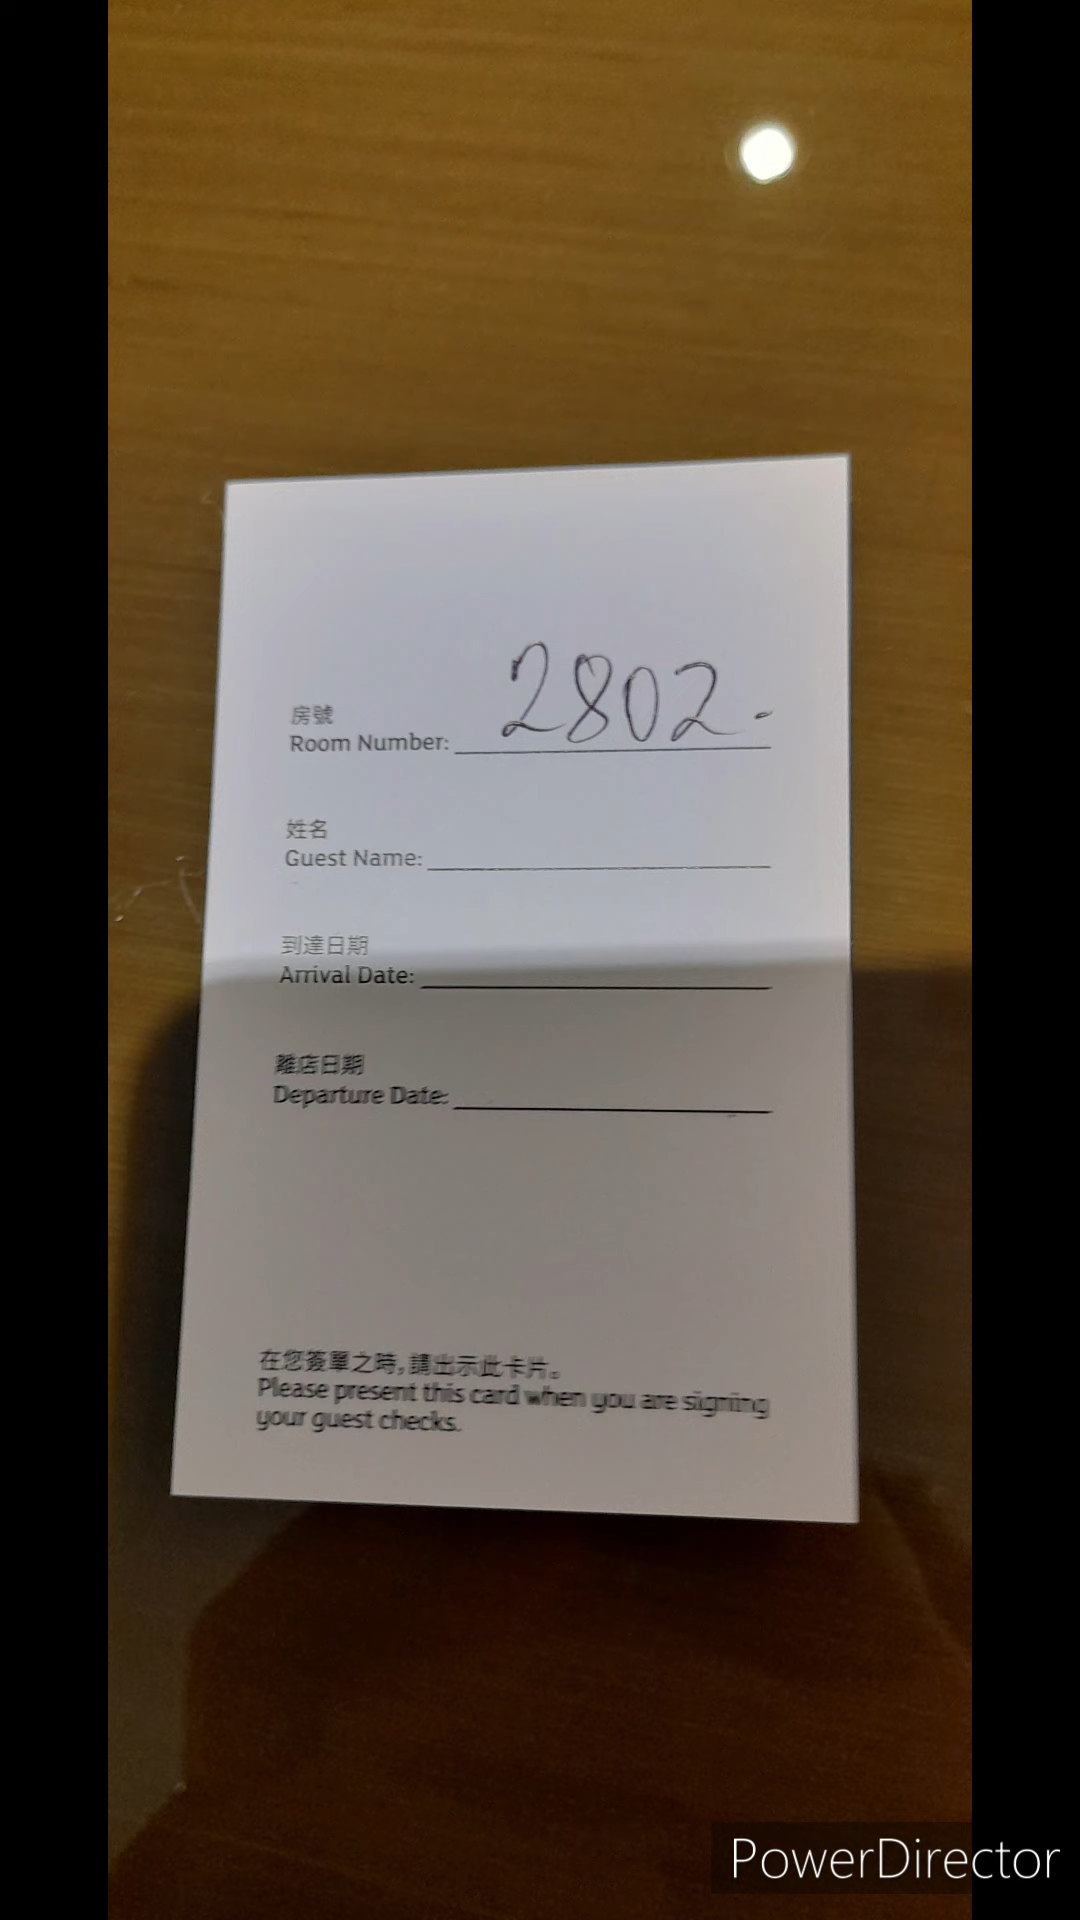 房號
Room Number: 2802-
姓名
Guest Name:
到達日期
Arrival Date:
離店日期
Departure Date:
在您簽單之時,請出示此卡片。
Please present this card when you are signing
your guest checks.
PowerDirector